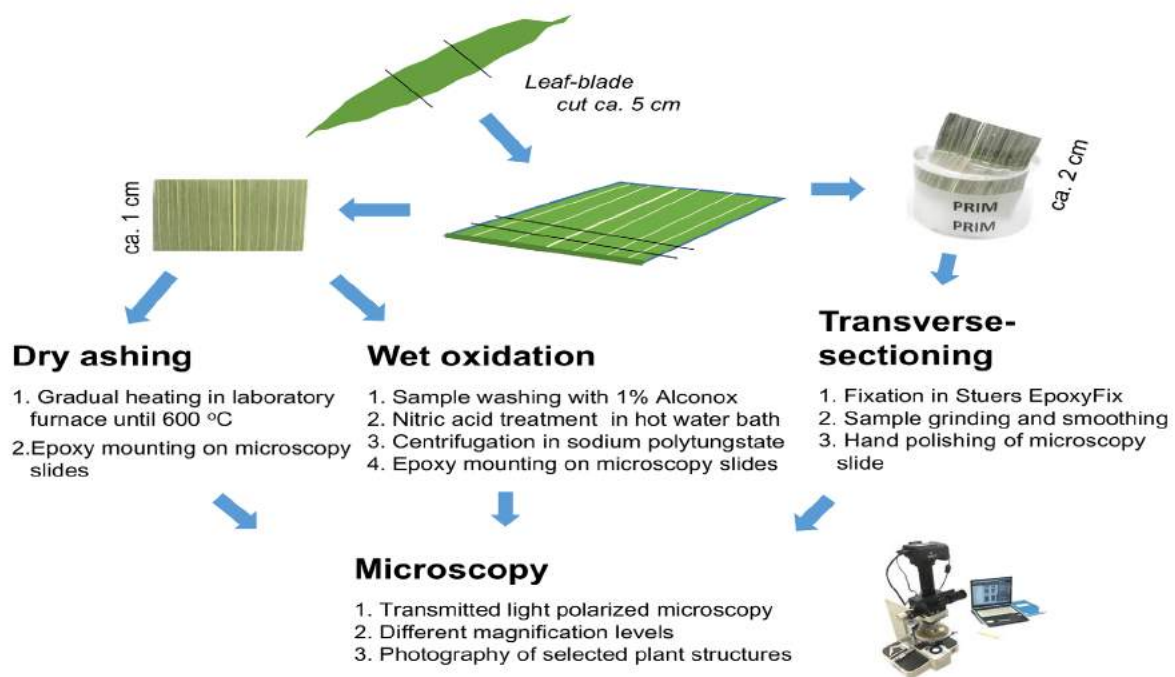 Leaf-blade
cut ca. 5 cm
ca. 1 cm
PRIM
PRIM
ca. 2 cm
Dry ashing
1. Gradual heating in laboratory
furnace until 600 ºC
2.Epoxy mounting on microscopy
slides
Wet oxidation
1. Sample washing with 1% Alconox
2. Nitric acid treatment in hot water bath
3. Centrifugation in sodium polytungstate
4. Epoxy mounting on microscopy slides
Transverse-
sectioning
1. Fixation in Stuers EpoxyFix
2. Sample grinding and smoothing
3. Hand polishing of microscopy
slide
Microscopy
1. Transmitted light polarized microscopy
2. Different magnification levels
3. Photography of selected plant structures